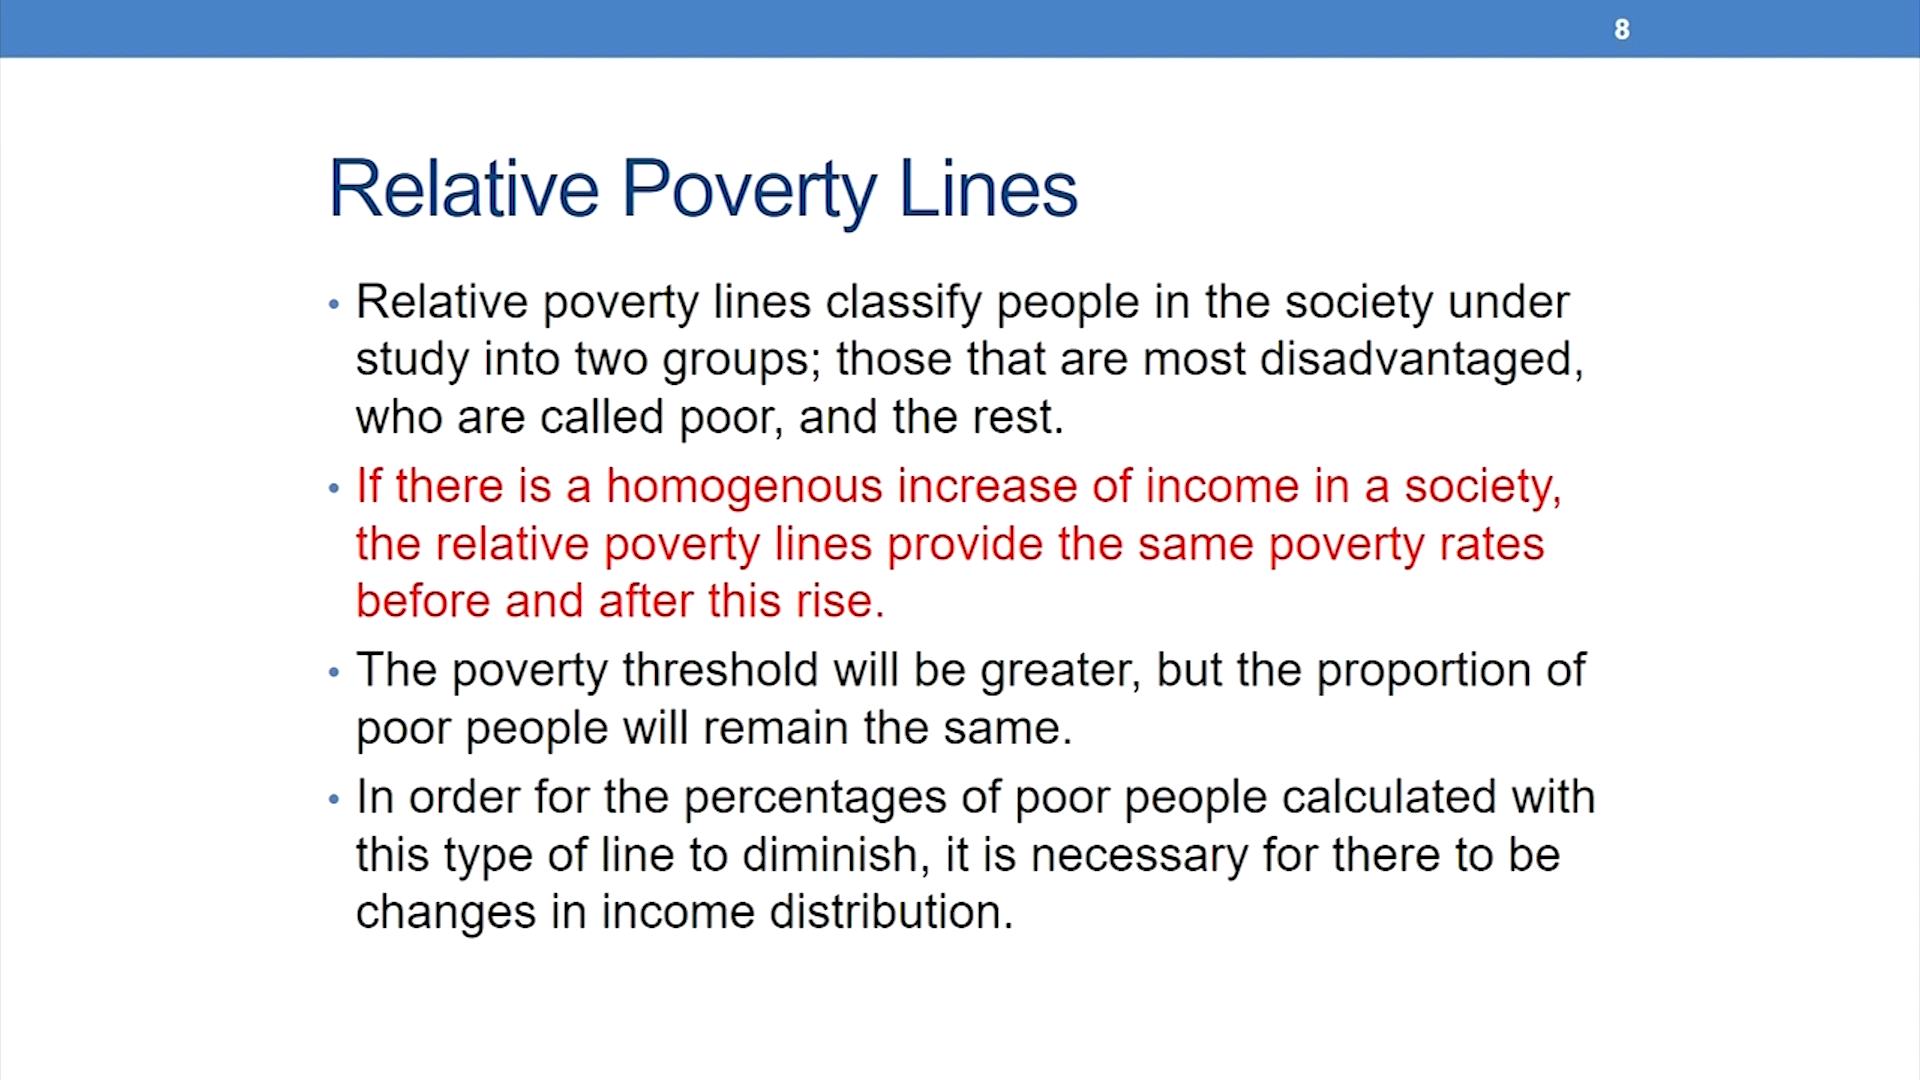 8
Relative Poverty Lines
• Relative poverty lines classify people in the society under
study into two groups; those that are most disadvantaged,
who are called poor, and the rest.
• If there is a homogenous increase of income in a society,
the relative poverty lines provide the same poverty rates
before and after this rise.
• The poverty threshold will be greater, but the proportion of
poor people will remain the same.
• In order for the percentages of poor people calculated with
this type of line to diminish, it is necessary for there to be
changes in income distribution.